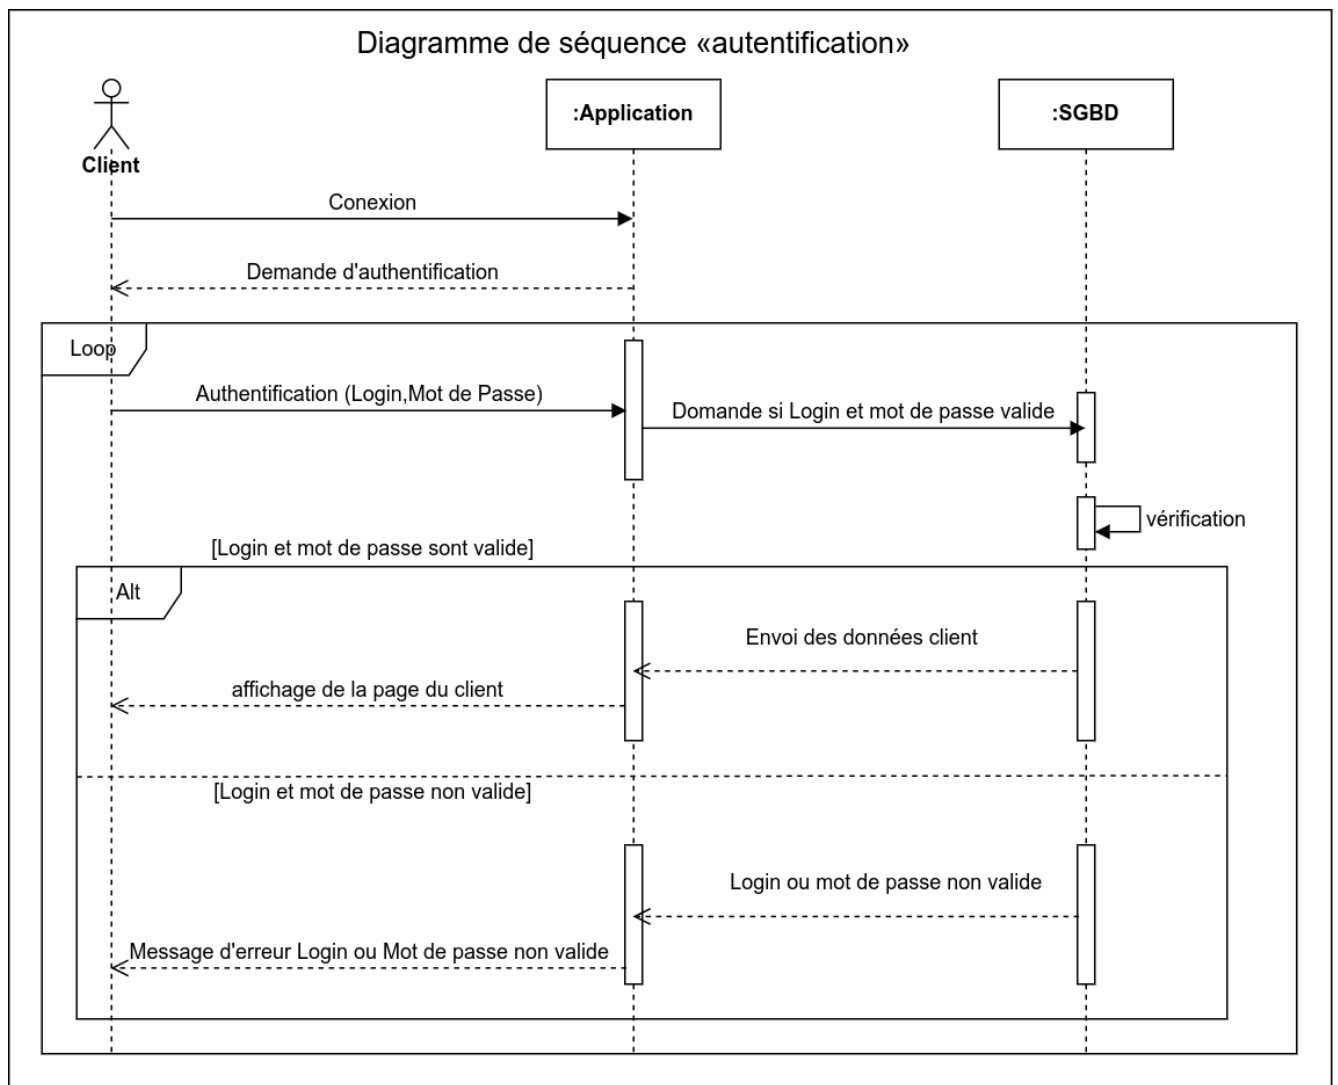 Diagramme de séquence «autentification»
:Application
:SGBD
Client
Conexion
Demande d'authentification
Loop
Authentification (Login,Mot de Passe)
Domande si Login et mot de passe valide
vérification
[Login et mot de passe sont valide]
Alt
Envoi des données client
affichage de la page du client
[Login et mot de passe non valide]
Login ou mot de passe non valide
Message d'erreur Login ou Mot de passe non valide